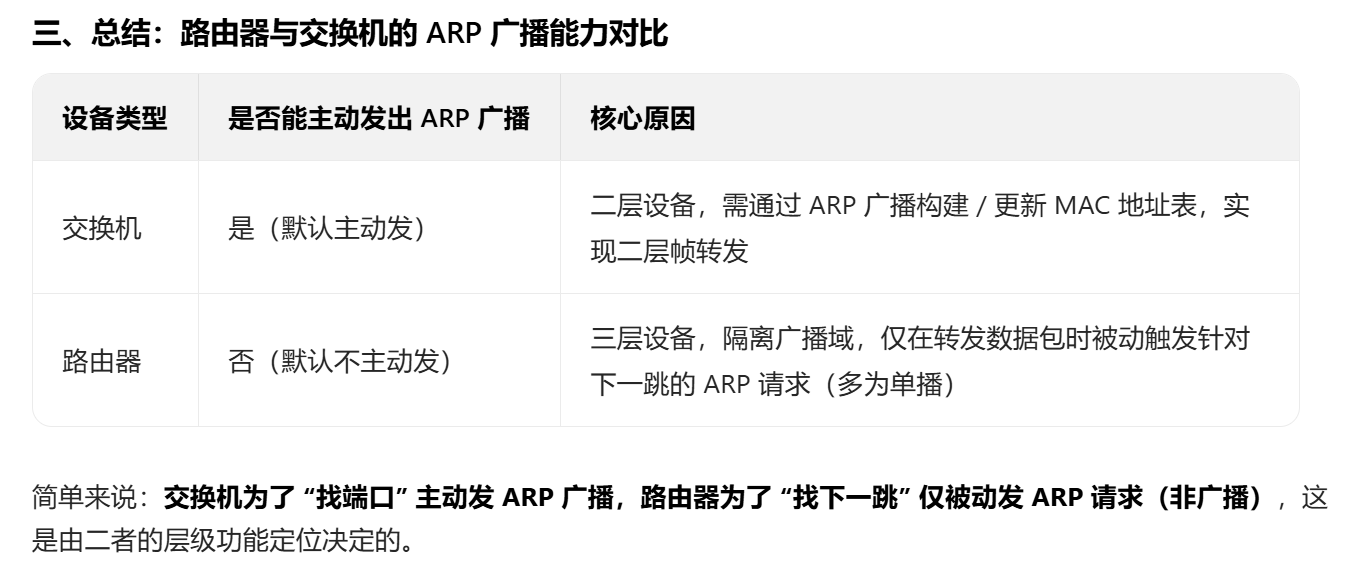 三、总结：路由器与交换机的 ARP 广播能力对比
设备类型 是否能主动发出 ARP 广播 核心原因
交换机 是（默认主动发） 二层设备，需通过 ARP 广播构建 / 更新 MAC 地址表，实
现二层帧转发
路由器 否（默认不主动发） 三层设备，隔离广播域，仅在转发数据包时被动触发针对
下一跳的 ARP 请求（多为单播）
简单来说：交换机为了 “找端口” 主动发 ARP 广播，路由器为了 “找下一跳” 仅被动发 ARP 请求（非广播），这
是由二者的层级功能定位决定的。